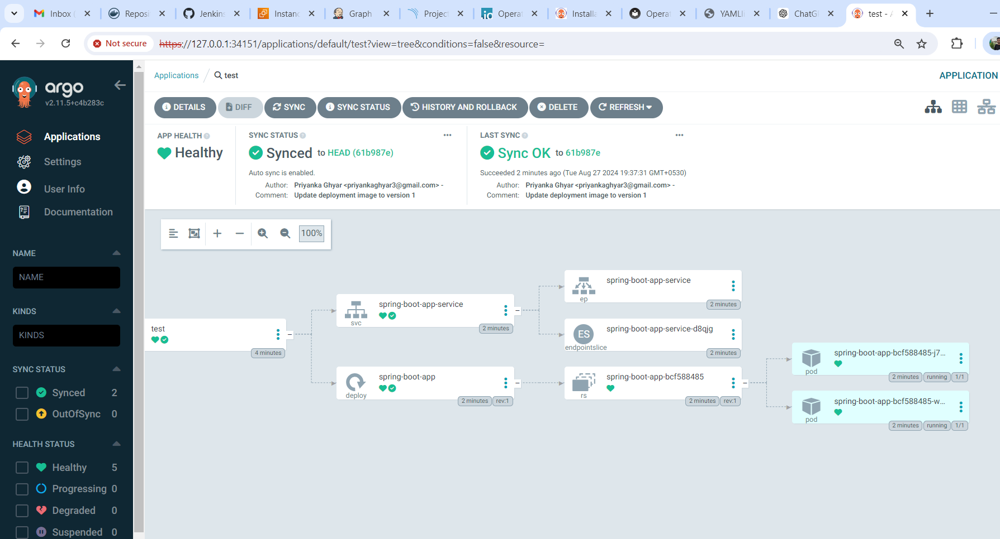 Inbox (
Reposi
Jenkins
Instanc
Graph
Project
Operat
Installa
Operat
YAMLli
ChatG
test - A
Not secure
https://127.0.0.1:34151/applications/default/test?view=tree&conditions=false&resource=
argo
v2.11.5+c4b283c
Applications
Settings
User Info
Documentation
NAME
NAME
KINDS
KINDS
SYNC STATUS
Synced 2
OutOfSync 0
HEALTH STATUS
Healthy 5
Progressing 0
Degraded 0
Suspended 0
Applications / test
APPLICATION
DETAILS
DIFF
SYNC
SYNC STATUS
HISTORY AND ROLLBACK
DELETE
REFRESH
APP HEALTH
Healthy
SYNC STATUS
Synced to HEAD (61b987e)
Auto sync is enabled.
Author: Priyanka Ghyar <priyankaghyar3@gmail.com> -
Comment: Update deployment image to version 1
LAST SYNC
Sync OK to 61b987e
Succeeded 2 minutes ago (Tue Aug 27 2024 19:37:31 GMT+0530)
Author: Priyanka Ghyar <priyankaghyar3@gmail.com> -
Comment: Update deployment image to version 1
100%
test
4 minutes
spring-boot-app-service
svc
2 minutes
spring-boot-app
deploy
2 minutes
rev:1
spring-boot-app-service
ep
2 minutes
ES
spring-boot-app-service-d8qjg
endpointslice
2 minutes
spring-boot-app-bcf588485
rs
2 minutes
rev:1
spring-boot-app-bcf588485-j7...
pod
2 minutes
running
1/1
spring-boot-app-bcf588485-w...
pod
2 minutes
running
1/1